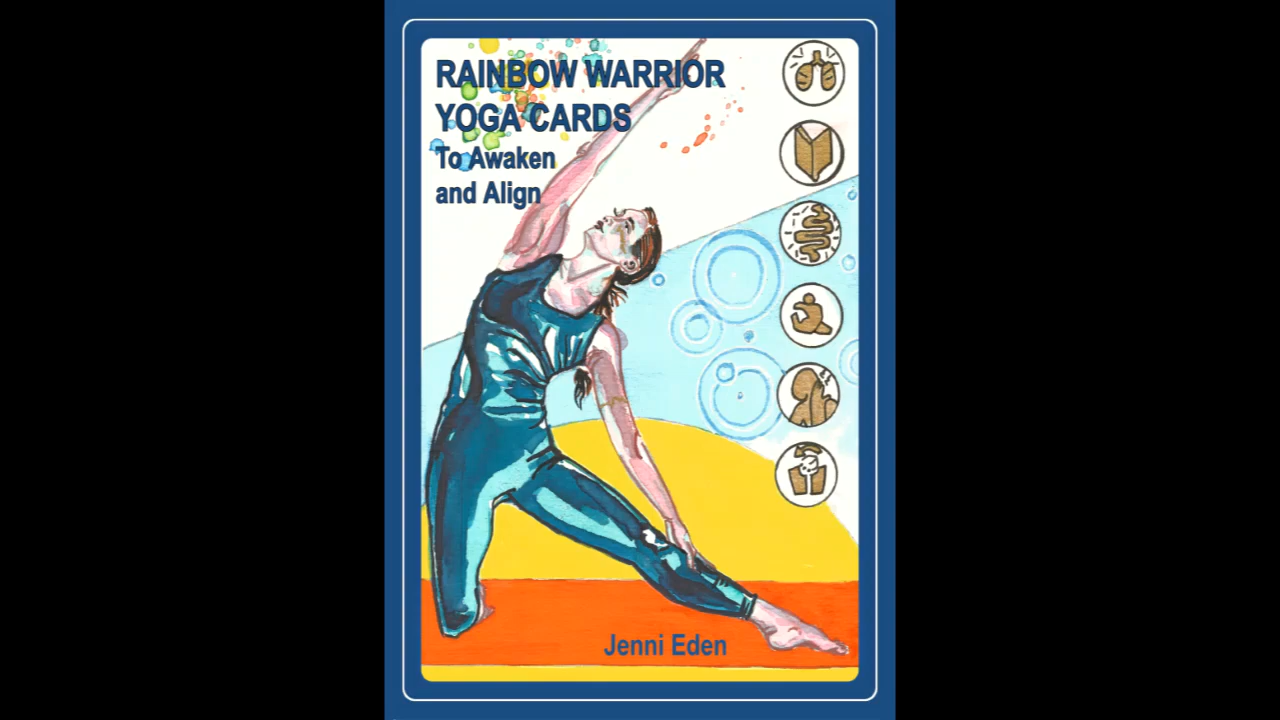 RAINBOW WARRIOR
YOGA CARDS
To Awaken
and Align
Jenni Eden